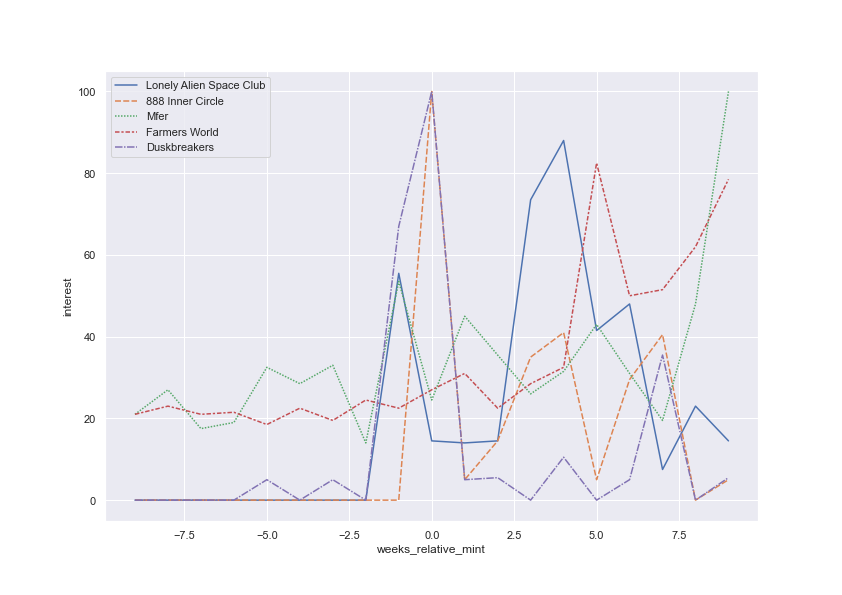 Lonely Alien Space Club
888 Inner Circle
Mfer
Farmers World
Duskbreakers
100
80
60
40
20
0
interest
−7.5 −5.0 −2.5 0.0 2.5 5.0 7.5
weeks_relative_mint